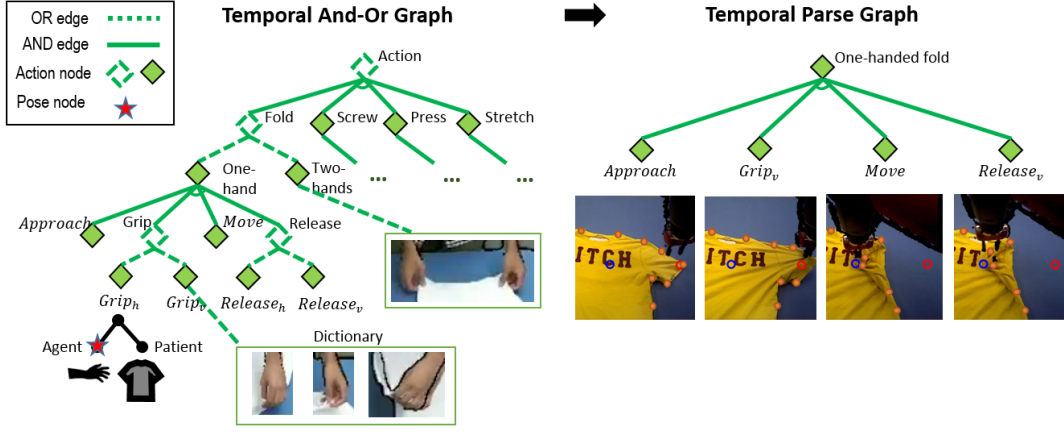 Temporal And-Or Graph
Temporal Parse Graph
OR edge
AND edge
Action node
Pose node
Action
Fold
Screw
Press
Stretch
One-
hand
Two-
hands
...
...
...
Approach
Grip
Move
Release
Grip_h
Grip_v
Release_h
Release_v
Agent
Patient
Dictionary
One-handed fold
Approach
Grip_v
Move
Release_v
ITCH
ITCH
IT
IT